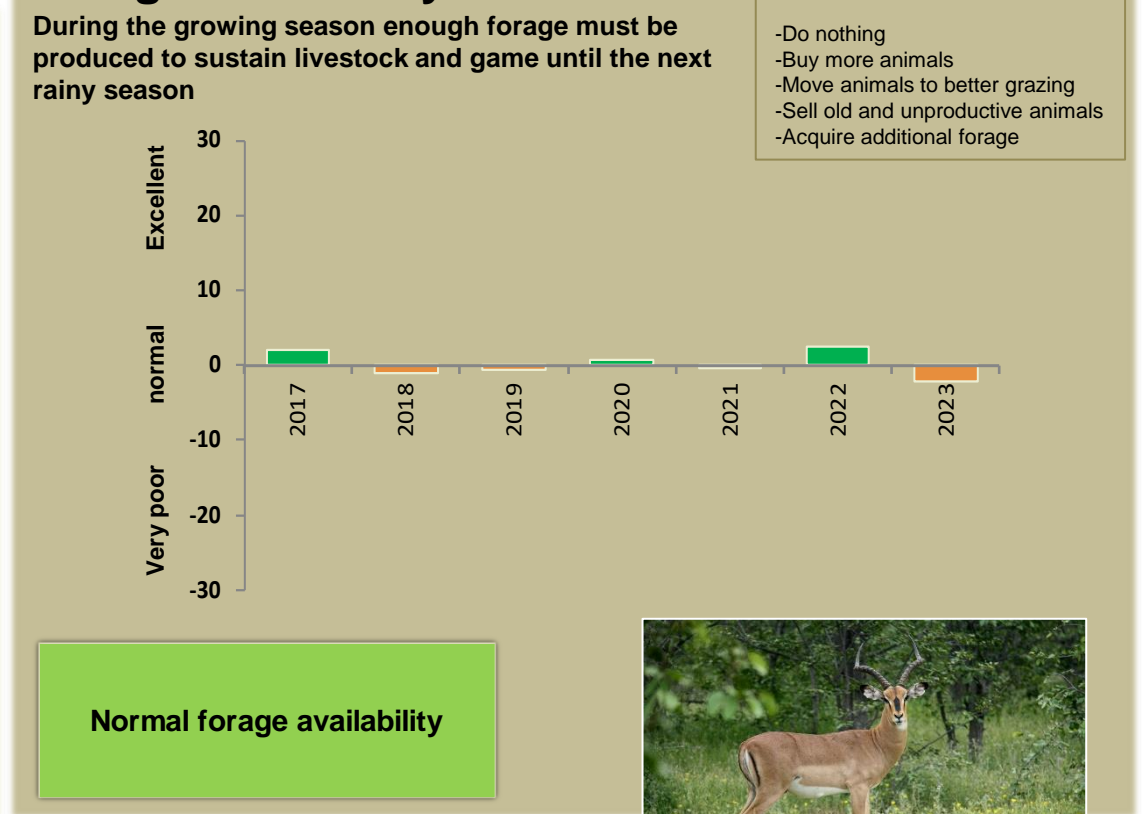 During the growing season enough forage must be
produced to sustain livestock and game until the next
rainy season
-Do nothing
-Buy more animals
-Move animals to better grazing
-Sell old and unproductive animals
-Acquire additional forage
30
20
10
0
-10
-20
-30
Excellent
normal
Very poor
2017
2018
2019
2020
2021
2022
2023
Normal forage availability